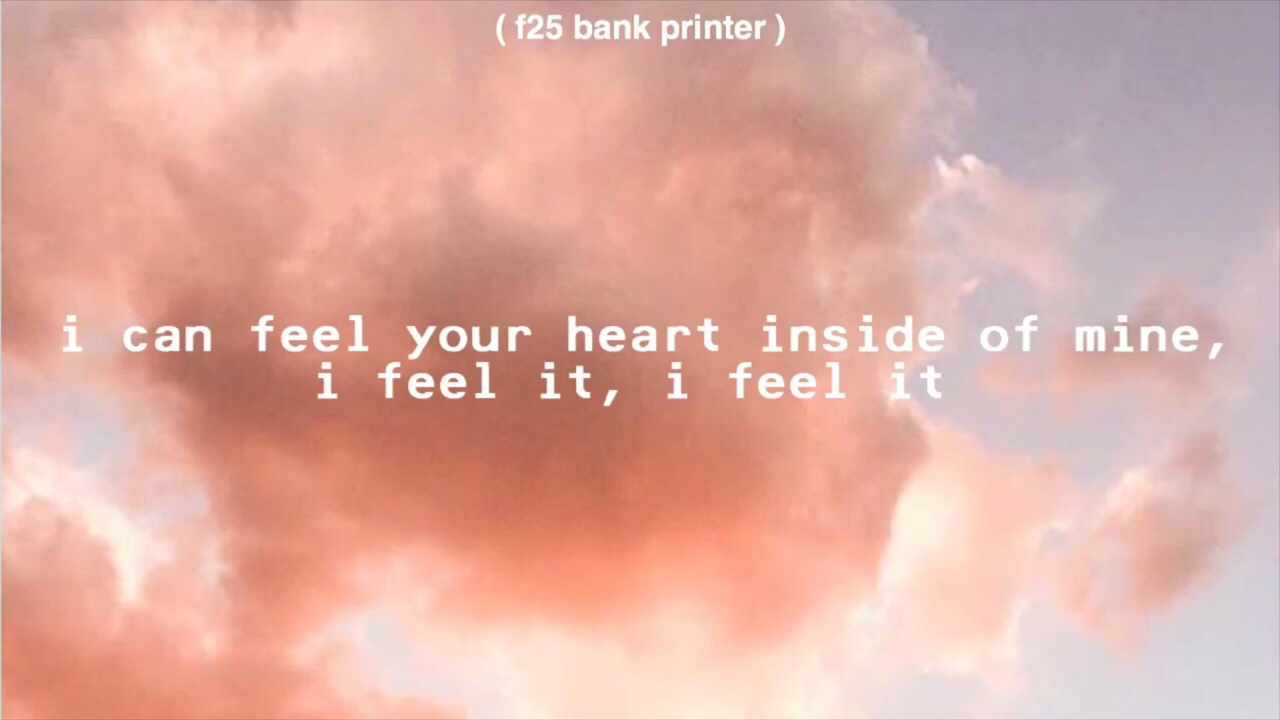 ( f25 bank printer )
i can feel your heart inside of mine,
i feel it, i feel it